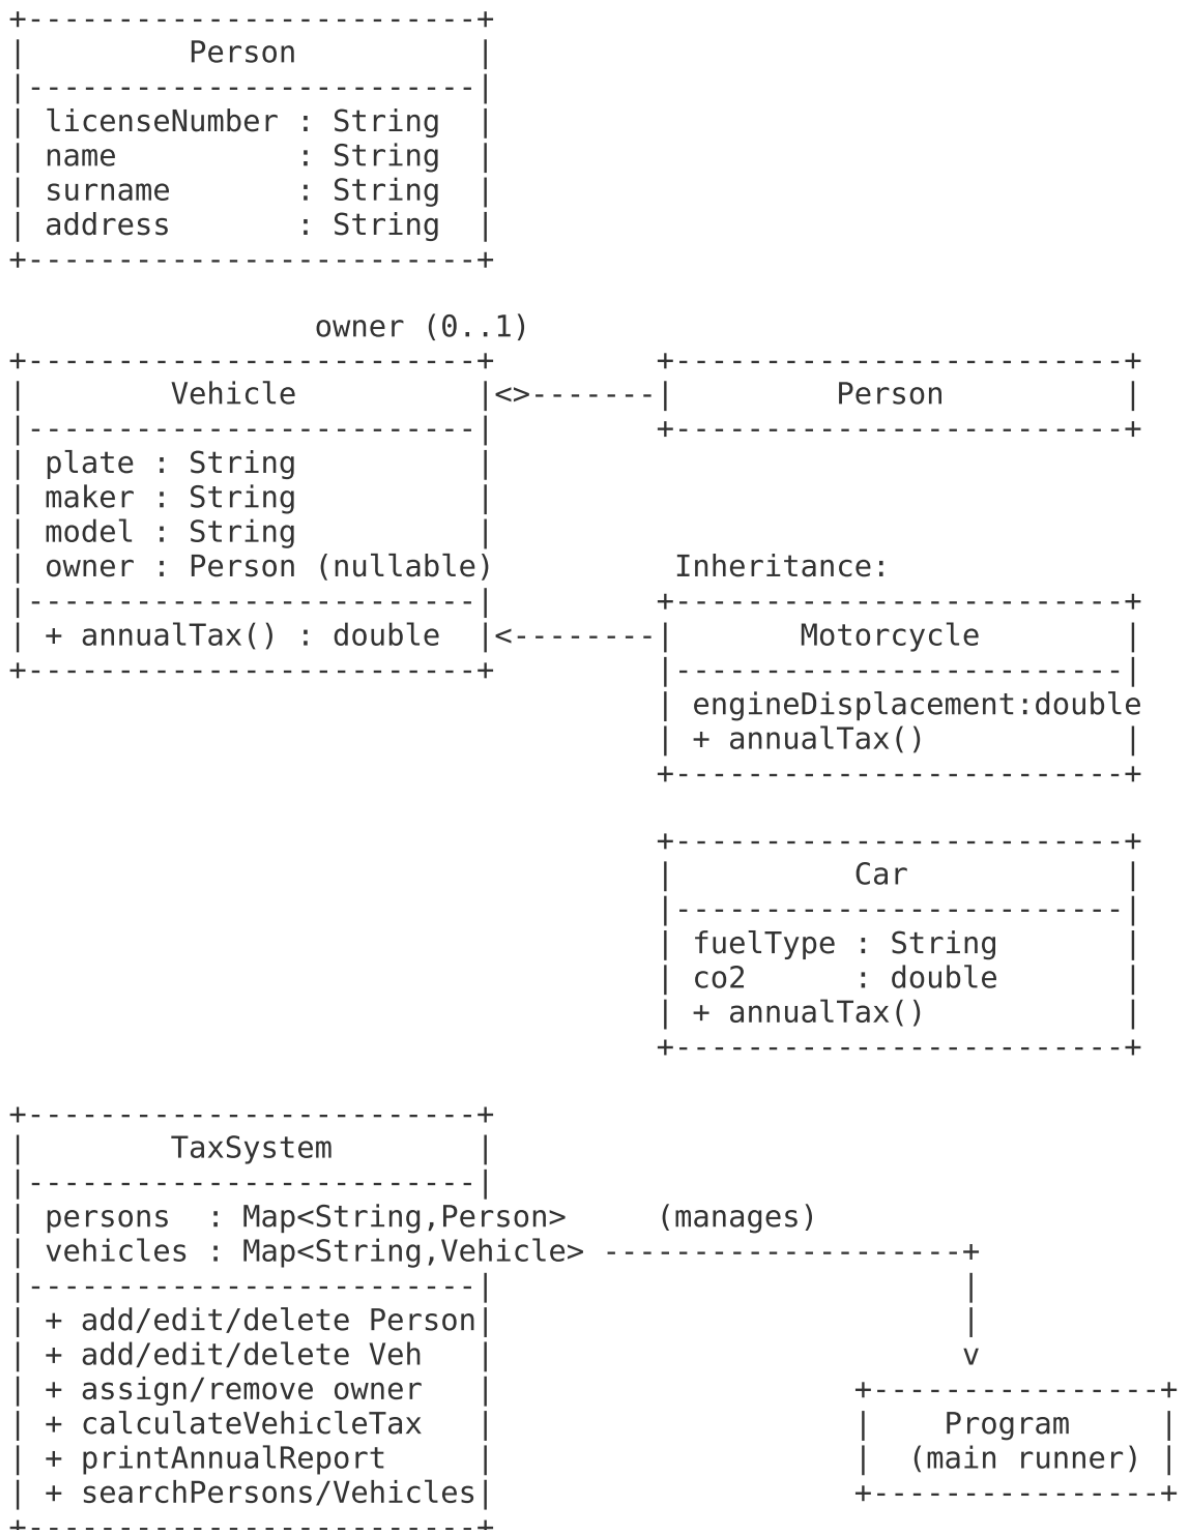 +-------------------------+
|         Person          |
|-------------------------|
| licenseNumber : String  |
| name          : String  |
| surname       : String  |
| address       : String  |
+-------------------------+
                owner (0..1)
+-------------------------+         +-------------------------+
|        Vehicle          |<>-------|         Person          |
|-------------------------|         +-------------------------+
| plate : String          |
| maker : String          |
| model : String          |
| owner : Person (nullable)          Inheritance:
|-------------------------|         +-------------------------+
| + annualTax() : double  |<--------|       Motorcycle        |
+-------------------------+         |-------------------------|
                                    | engineDisplacement:double
                                    | + annualTax()           |
                                    +-------------------------+
                                    +-------------------------+
                                    |          Car            |
                                    |-------------------------|
                                    | fuelType : String       |
                                    | co2      : double       |
                                    | + annualTax()           |
                                    +-------------------------+
+-------------------------+
|        TaxSystem        |
|-------------------------|
| persons  : Map<String,Person>     (manages)
| vehicles : Map<String,Vehicle> --------------------+
|-------------------------|                          |
| + add/edit/delete Person|                          |
| + add/edit/delete Veh   |                          v
| + assign/remove owner   |                    +----------------+
| + calculateVehicleTax   |                    |    Program     |
| + printAnnualReport     |                    |  (main runner) |
| + searchPersons/Vehicles|                    +----------------+
+-------------------------+